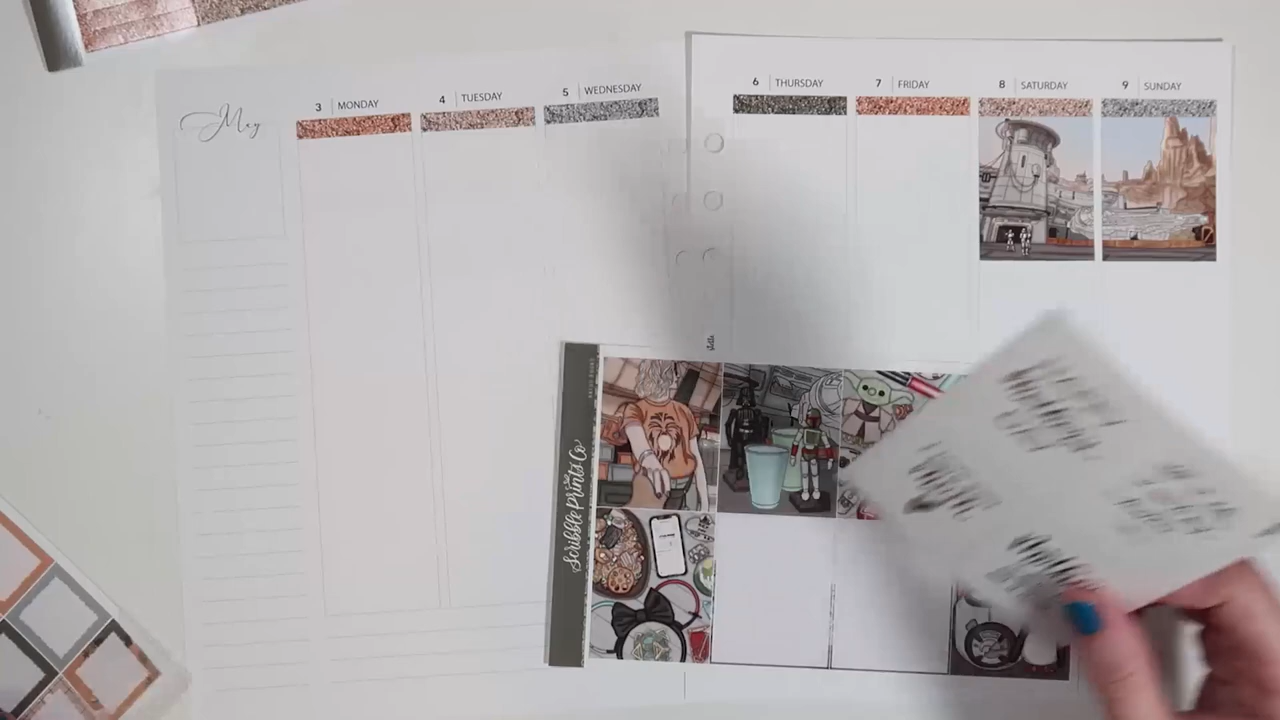 May
3 MONDAY
4 TUESDAY
5 WEDNESDAY
6 THURSDAY
7 FRIDAY
8 SATURDAY
9 SUNDAY
Scribble Prints Co